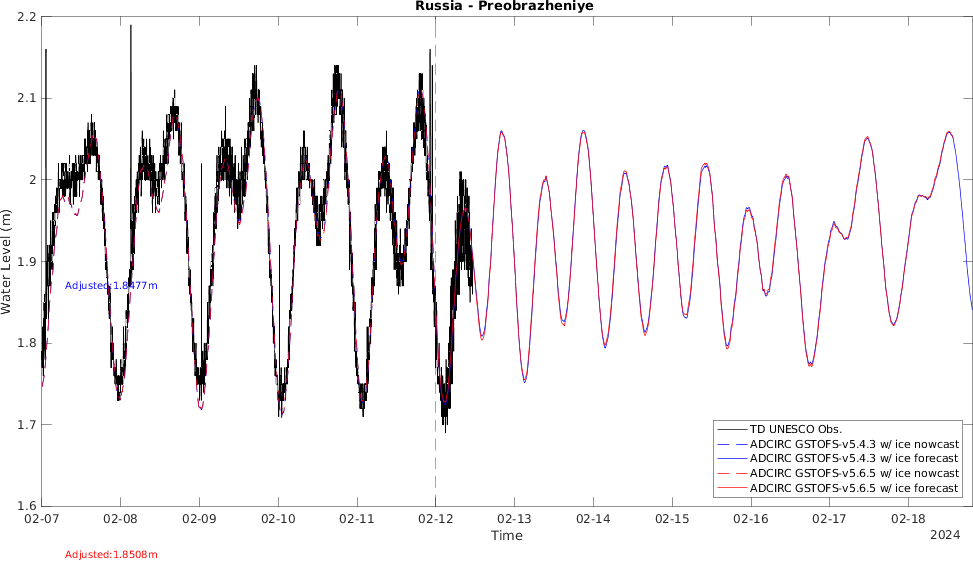 Russia - Preobrazheniye
Water Level (m)
2.2
2.1
2
1.9
1.8
1.7
1.6
Adjusted:1.8477m
TD UNESCO Obs.
ADCIRC GSTOFS-v5.4.3 w/ ice nowcast
ADCIRC GSTOFS-v5.4.3 w/ ice forecast
ADCIRC GSTOFS-v5.6.5 w/ ice nowcast
ADCIRC GSTOFS-v5.6.5 w/ ice forecast
02-07 02-08 02-09 02-10 02-11 02-12 02-13 02-14 02-15 02-16 02-17 02-18
Time
2024
Adjusted:1.8508m